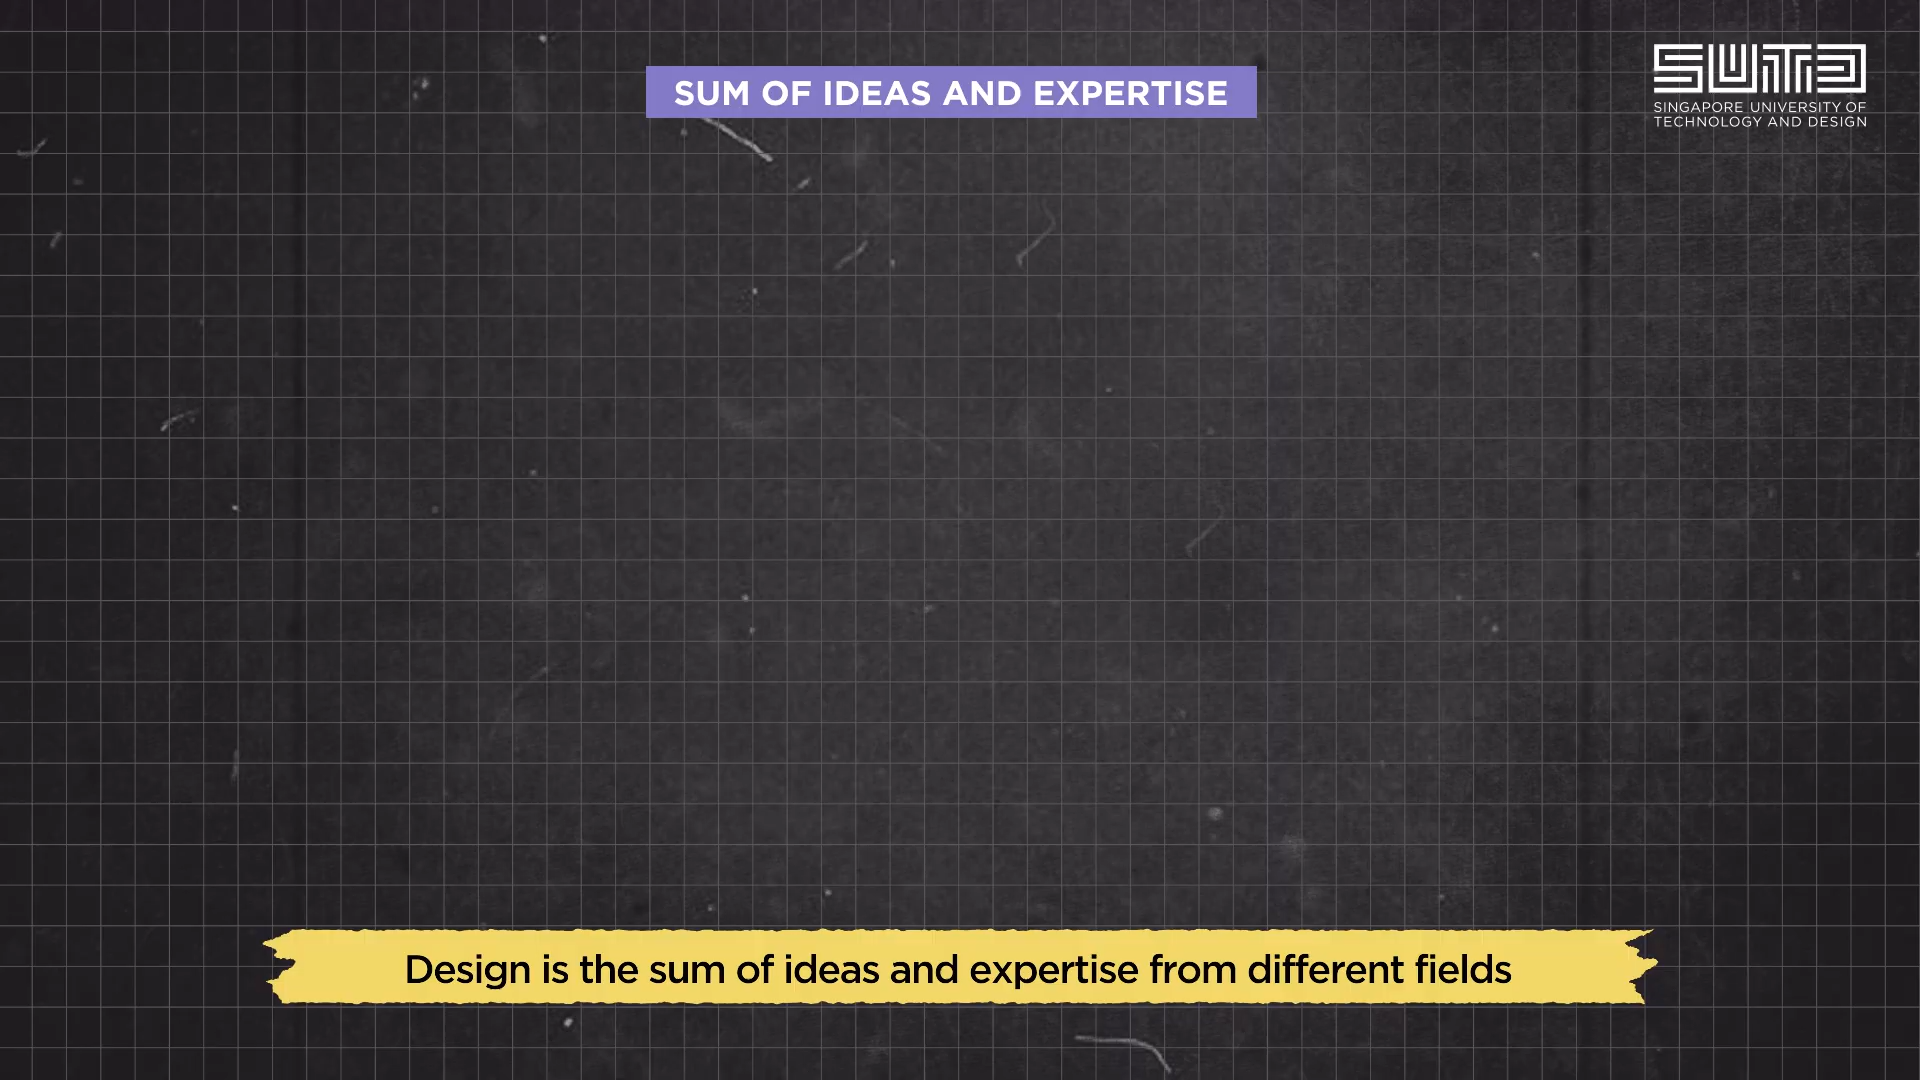 SUM OF IDEAS AND EXPERTISE
SUTD
SINGAPORE UNIVERSITY OF
TECHNOLOGY AND DESIGN
Design is the sum of ideas and expertise from different fields